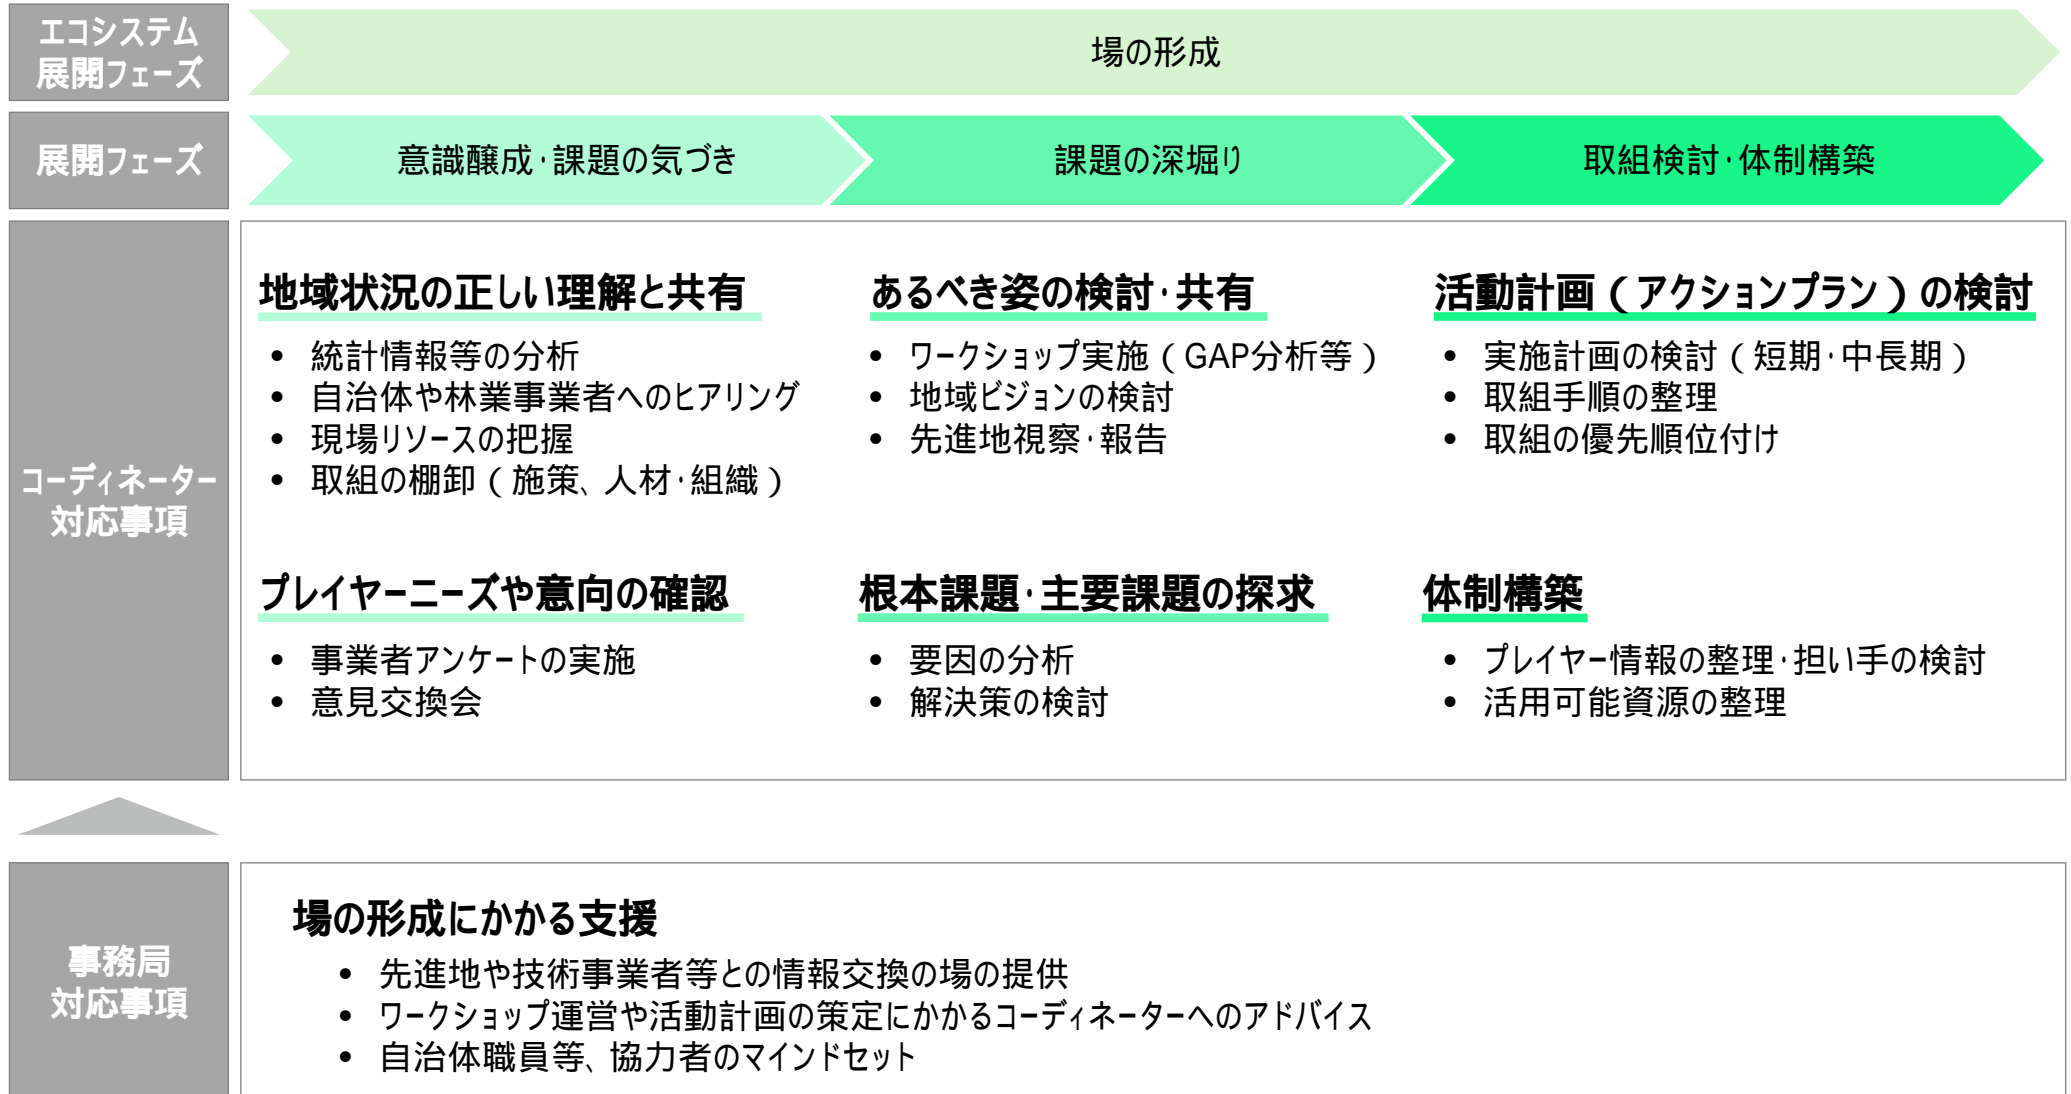 エコシステム
展開フェーズ
場の形成
展開フェーズ
意識醸成・課題の気づき
課題の深堀り
取組検討・体制構築
コーディネーター
対応事項
地域状況の正しい理解と共有
• 統計情報等の分析
• 自治体や林業事業者へのヒアリング
• 現場リソースの把握
• 取組の棚卸（施策、人材・組織）
あるべき姿の検討・共有
• ワークショップ実施（GAP分析等）
• 地域ビジョンの検討
• 先進地視察・報告
活動計画（アクションプラン）の検討
• 実施計画の検討（短期・中長期）
• 取組手順の整理
• 取組の優先順位付け
プレイヤーニーズや意向の確認
• 事業者アンケートの実施
• 意見交換会
根本課題・主要課題の探求
• 要因の分析
• 解決策の検討
体制構築
• プレイヤー情報の整理・担い手の検討
• 活用可能資源の整理
事務局
対応事項
場の形成にかかる支援
• 先進地や技術事業者等との情報交換の場の提供
• ワークショップ運営や活動計画の策定にかかるコーディネーターへのアドバイス
• 自治体職員等、協力者のマインドセット